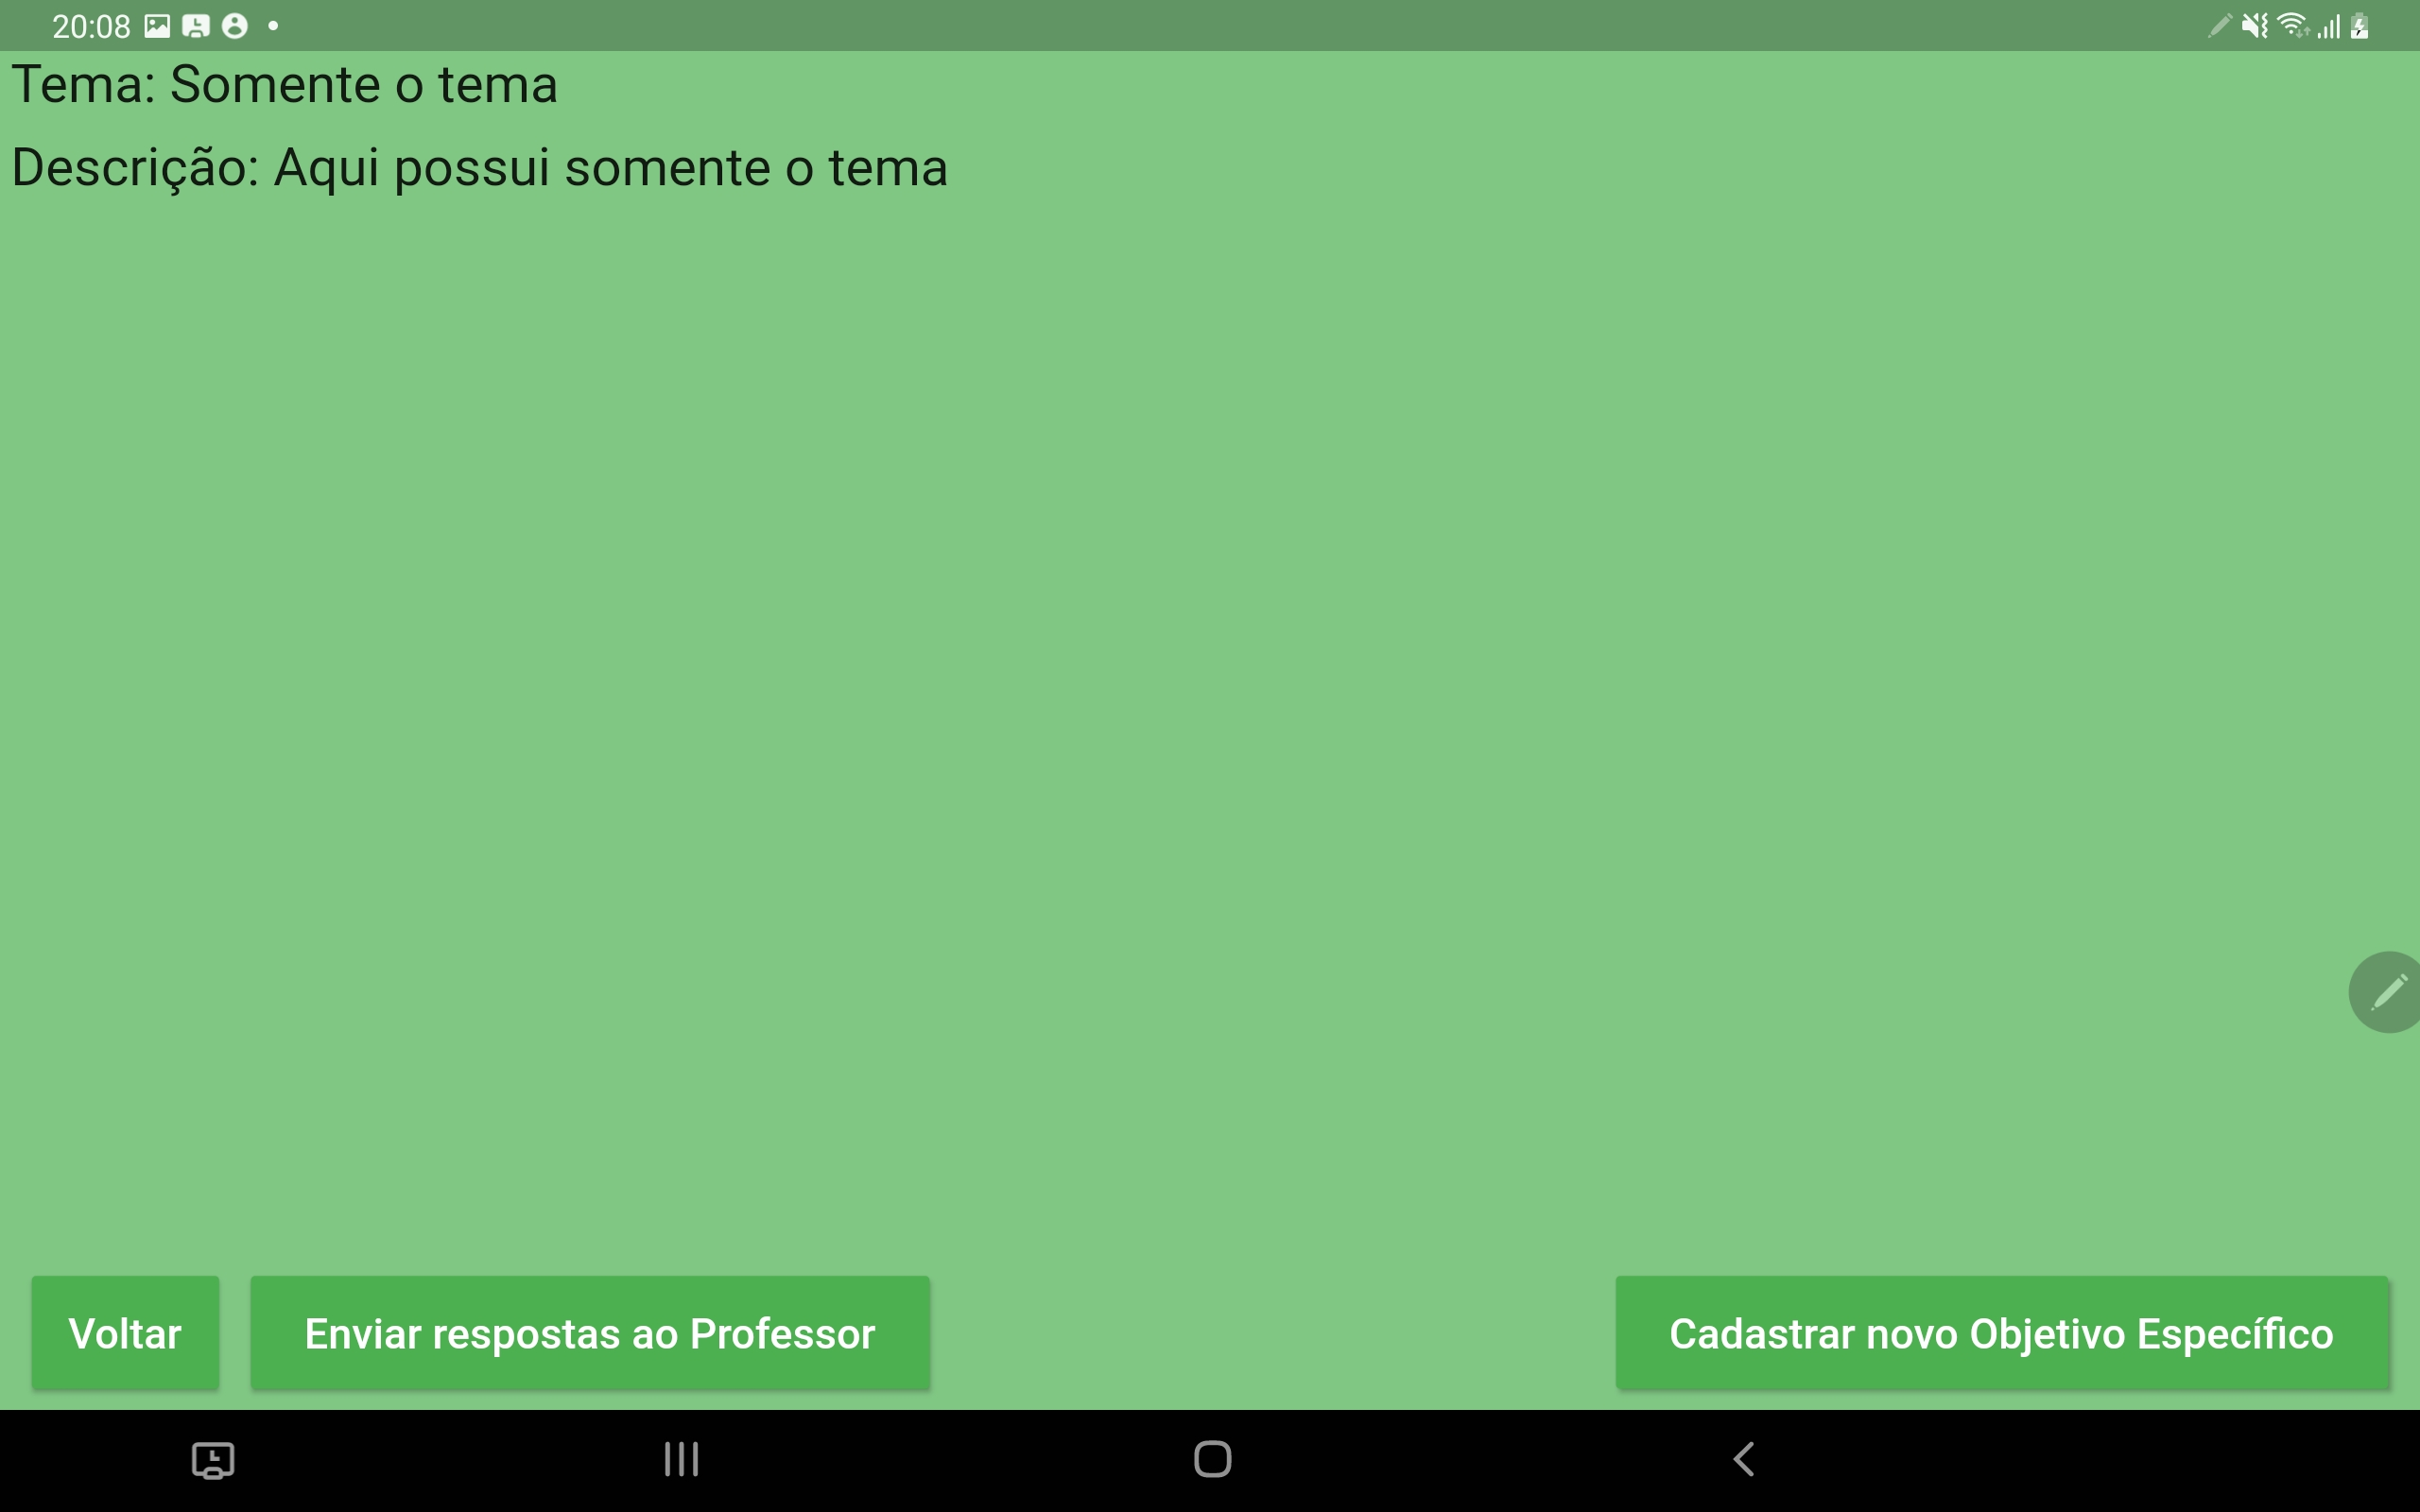 20:08
Tema: Somente o tema
Descrição: Aqui possui somente o tema
Voltar
Enviar respostas ao Professor
Cadastrar novo Objetivo Específico